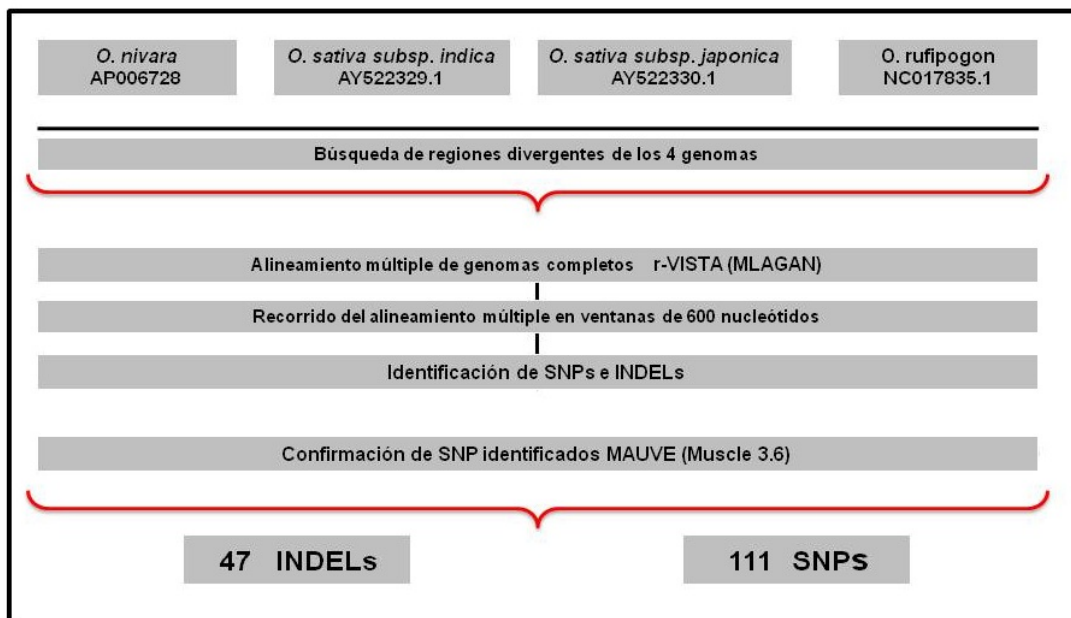 O. nivara
AP006728
O. sativa subsp. indica
AY522329.1
O. sativa subsp. japonica
AY522330.1
O. rufipogon
NC017835.1
Búsqueda de regiones divergentes de los 4 genomas
Alineamiento múltiple de genomas completos r-VISTA (MLAGAN)
Recorrido del alineamiento múltiple en ventanas de 600 nucleótidos
Identificación de SNPs e INDELs
Confirmación de SNP identificados MAUVE (Muscle 3.6)
47 INDELs
111 SNPs